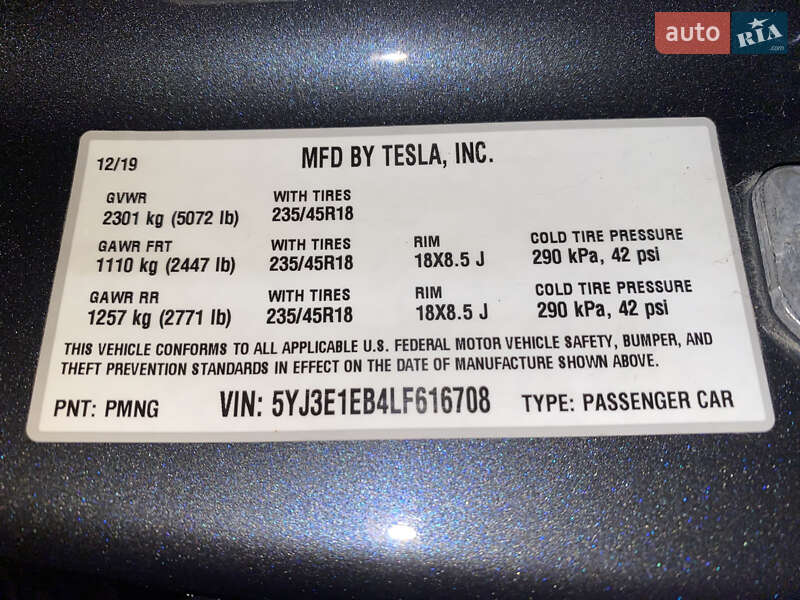 auto RIA.com
12/19 MFD BY TESLA, INC.
GVWR WITH TIRES
2301 kg (5072 lb) 235/45R18
GAWR FRT WITH TIRES RIM COLD TIRE PRESSURE
1110 kg (2447 lb) 235/45R18 18X8.5 J 290 kPa, 42 psi
GAWR RR WITH TIRES RIM COLD TIRE PRESSURE
1257 kg (2771 lb) 235/45R18 18X8.5 J 290 kPa, 42 psi
THIS VEHICLE CONFORMS TO ALL APPLICABLE U.S. FEDERAL MOTOR VEHICLE SAFETY, BUMPER, AND
THEFT PREVENTION STANDARDS IN EFFECT ON THE DATE OF MANUFACTURE SHOWN ABOVE.
PNT: PMNG VIN: 5YJ3E1EB4LF616708 TYPE: PASSENGER CAR